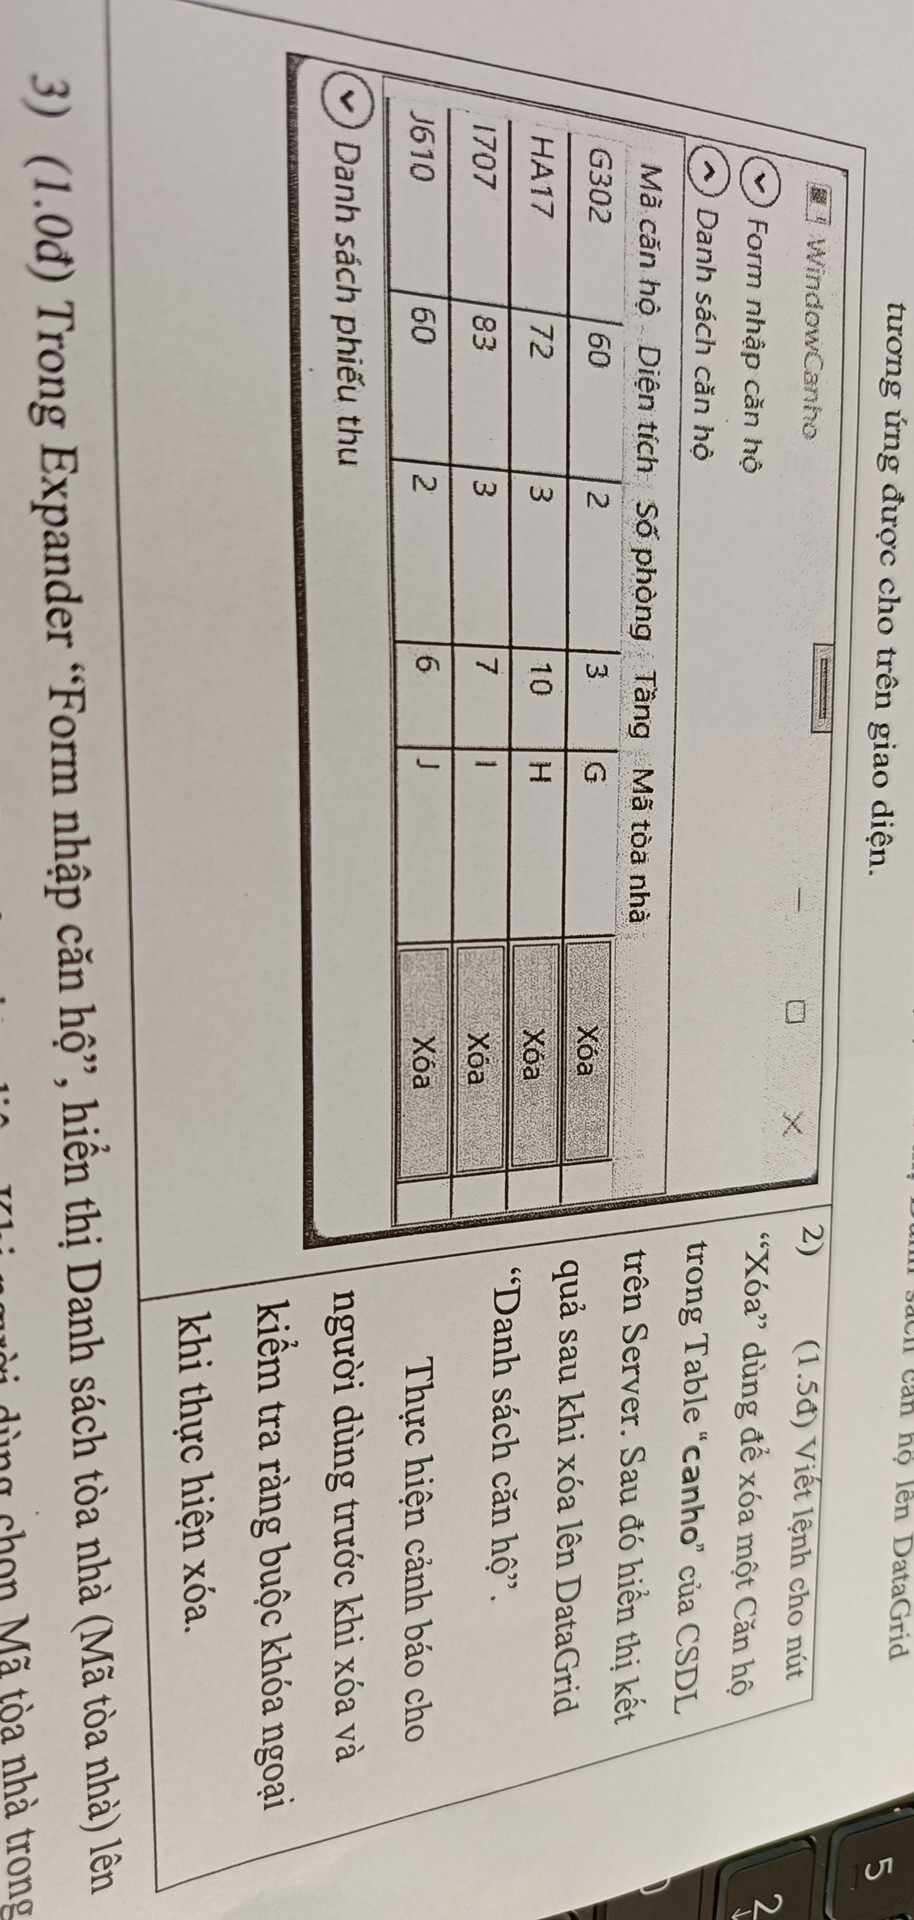 sách căn hộ lên DataGrid
tương ứng được cho trên giao diện.
5
2
WindowCanho
Form nhập căn hộ
Danh sách căn hộ
Mã căn hộ Diện tích Số phòng Tầng Mã tòa nhà
G302 60 2 3 G Xóa
HA17 72 3 10 H Xóa
I707 83 3 7 I Xóa
J610 60 2 6 J Xóa
Danh sách phiếu thu
2) (1.5đ) Viết lệnh cho nút
“Xóa” dùng để xóa một Căn hộ
trong Table “canho” của CSDL
trên Server. Sau đó hiển thị kết
quả sau khi xóa lên DataGrid
“Danh sách căn hộ”.
Thực hiện cảnh báo cho
người dùng trước khi xóa và
kiểm tra ràng buộc khóa ngoại
khi thực hiện xóa.
3) (1.0đ) Trong Expander “Form nhập căn hộ”, hiển thị Danh sách tòa nhà (Mã tòa nhà) lên
dùng chọn Mã tòa nhà trong